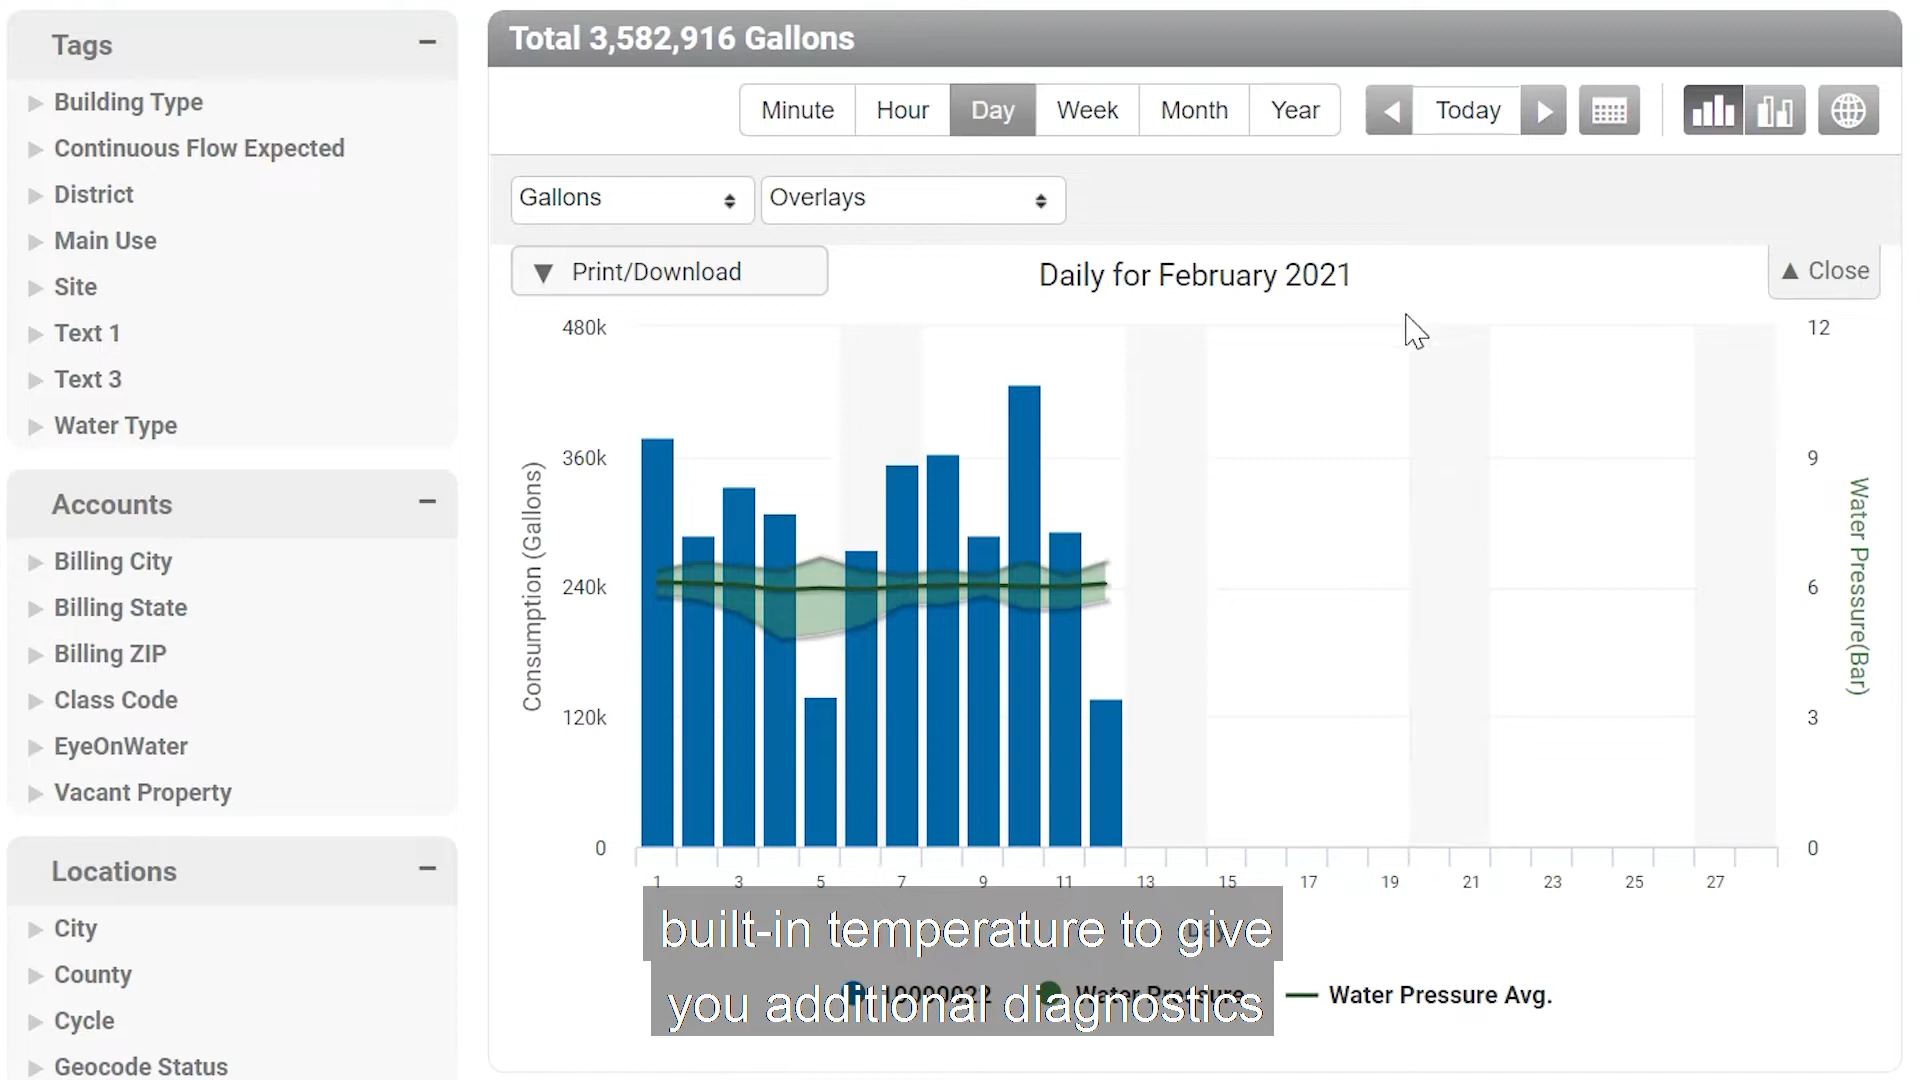 Tags
Building Type
Continuous Flow Expected
District
Main Use
Site
Text 1
Text 3
Water Type
Accounts
Billing City
Billing State
Billing ZIP
Class Code
EyeOnWater
Vacant Property
Locations
City
County
Cycle
Geocode Status
Total 3,582,916 Gallons
Minute Hour Day Week Month Year Today
Gallons Overlays
Print/Download
Daily for February 2021
Close
480k
360k
240k
120k
0
Consumption (Gallons)
12
9
6
3
0
Water Pressure(Bar)
1 3 5 7 9 11 13 15 17 19 21 23 25 27
Day
built-in temperature to give
you additional diagnostics
Water Pressure
Water Pressure Avg.